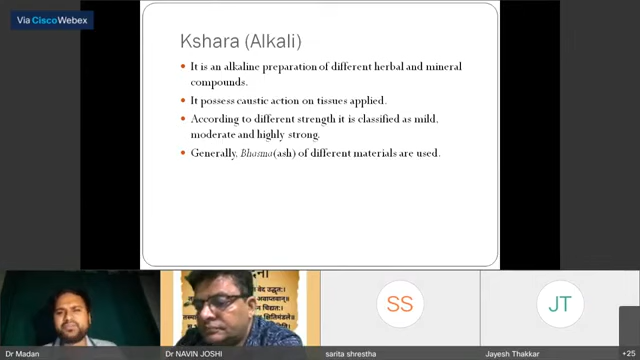 Via Cisco Webex
Kshara (Alkali)
• It is an alkaline preparation of different herbal and mineral
compounds.
• It possess caustic action on tissues applied.
• According to different strength it is classified as mild,
moderate and highly strong.
• Generally, Bhasma(ash) of different materials are used.
SS
JT
Dr Madan
Dr NAVIN JOSHI
sarita shrestha
Jayesh Thakkar
+25